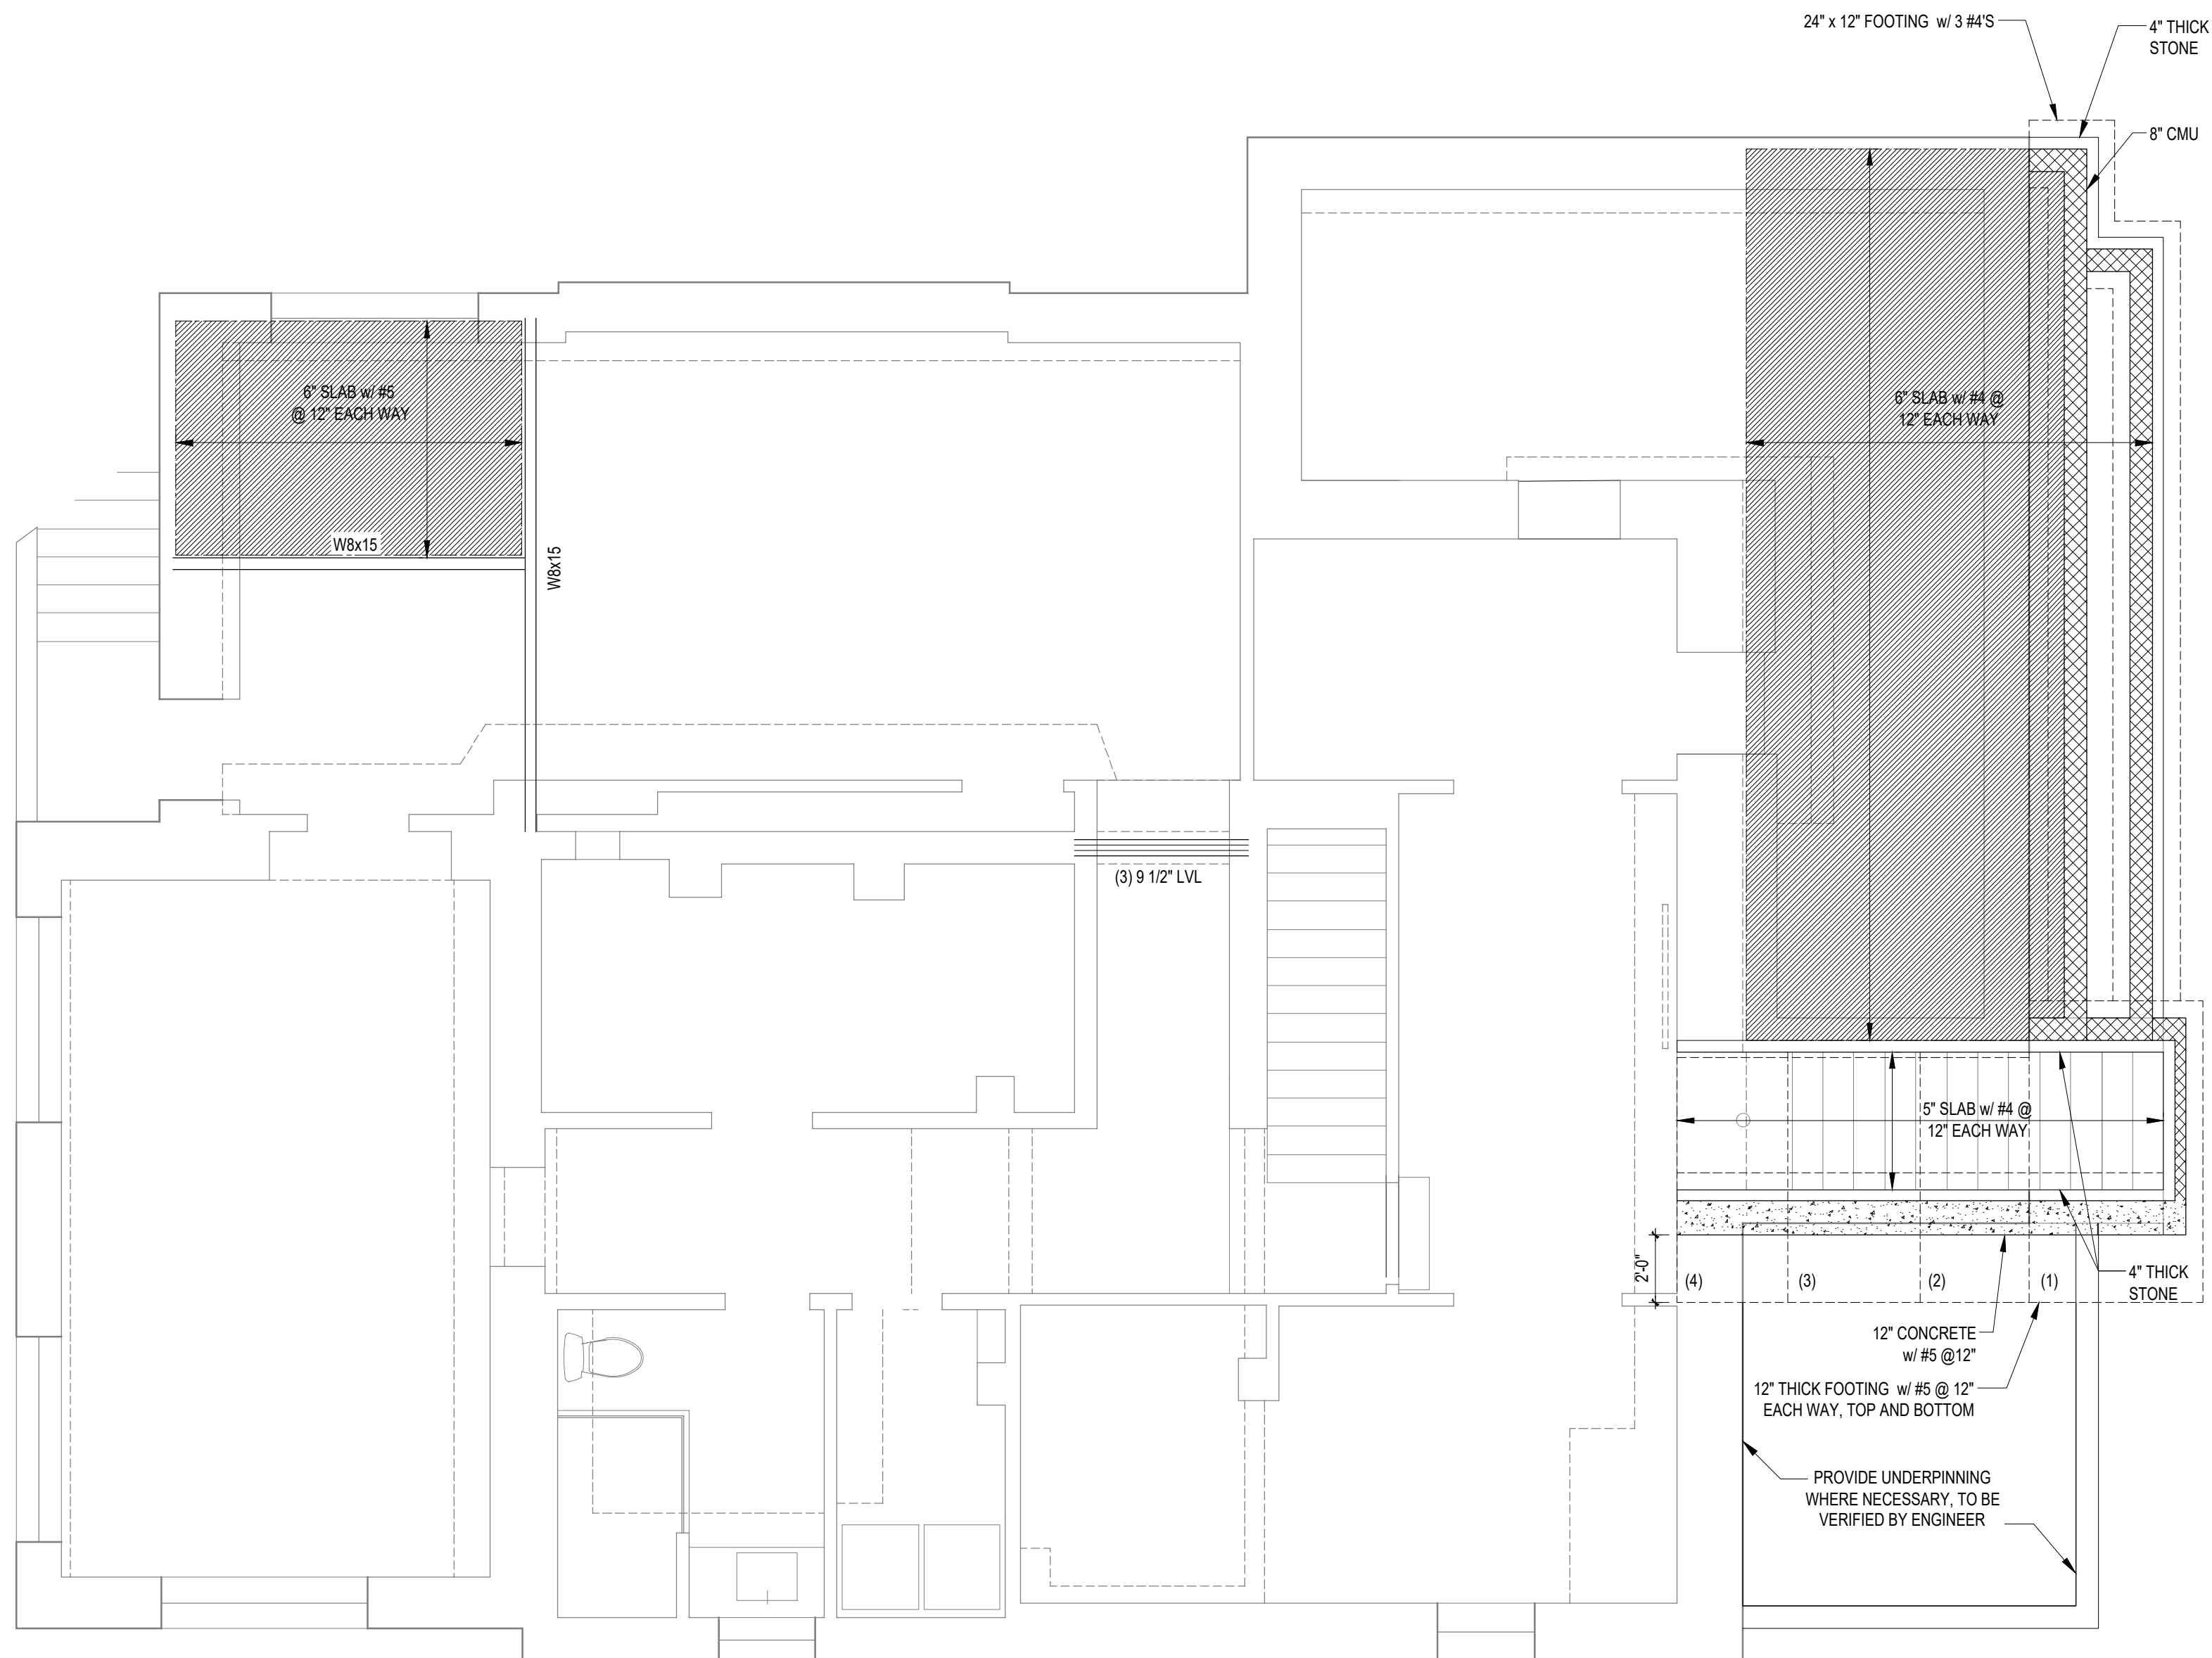 24" x 12" FOOTING w/ 3 #4'S
4" THICK
STONE
8" CMU
6" SLAB w/ #5
@ 12" EACH WAY
6" SLAB w/ #4 @
12" EACH WAY
W8x15
W8x15
(3) 9 1/2" LVL
5" SLAB w/ #4 @
12" EACH WAY
2'-0"
(4)
(3)
(2)
(1)
4" THICK
STONE
12" CONCRETE
w/ #5 @12"
12" THICK FOOTING w/ #5 @ 12"
EACH WAY, TOP AND BOTTOM
PROVIDE UNDERPINNING
WHERE NECESSARY, TO BE
VERIFIED BY ENGINEER